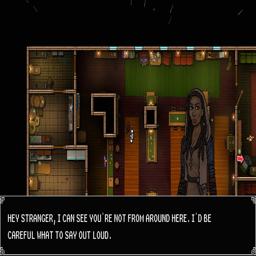 HEY STRANGER, I CAN SEE YOU'RE NOT FROM AROUND HERE. I'D BE
CAREFUL WHAT TO SAY OUT LOUD.